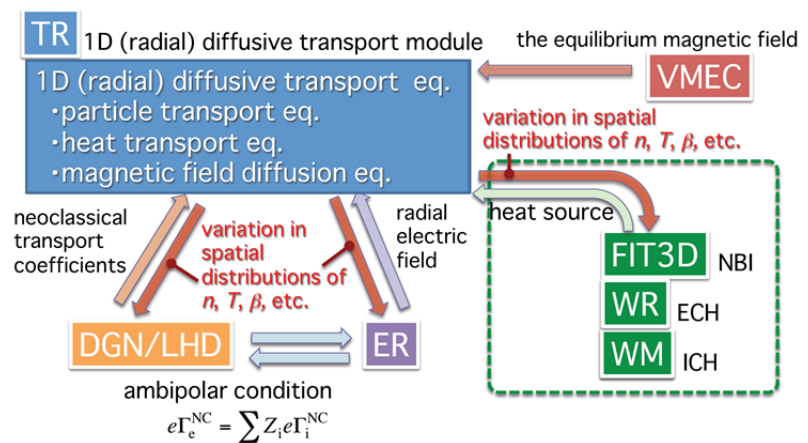 TR 1D (radial) diffusive transport module
1D (radial) diffusive transport eq.
・particle transport eq.
・heat transport eq.
・magnetic field diffusion eq.
the equilibrium magnetic field
VMEC
variation in spatial
distributions of n, T, β, etc.
heat source
FIT3D NBI
WR ECH
WM ICH
neoclassical
transport
coefficients
variation in
spatial
distributions of
n, T, β, etc.
radial
electric
field
DGN/LHD
ER
ambipolar condition
eΓ_e^NC = ∑ Z_i eΓ_i^NC